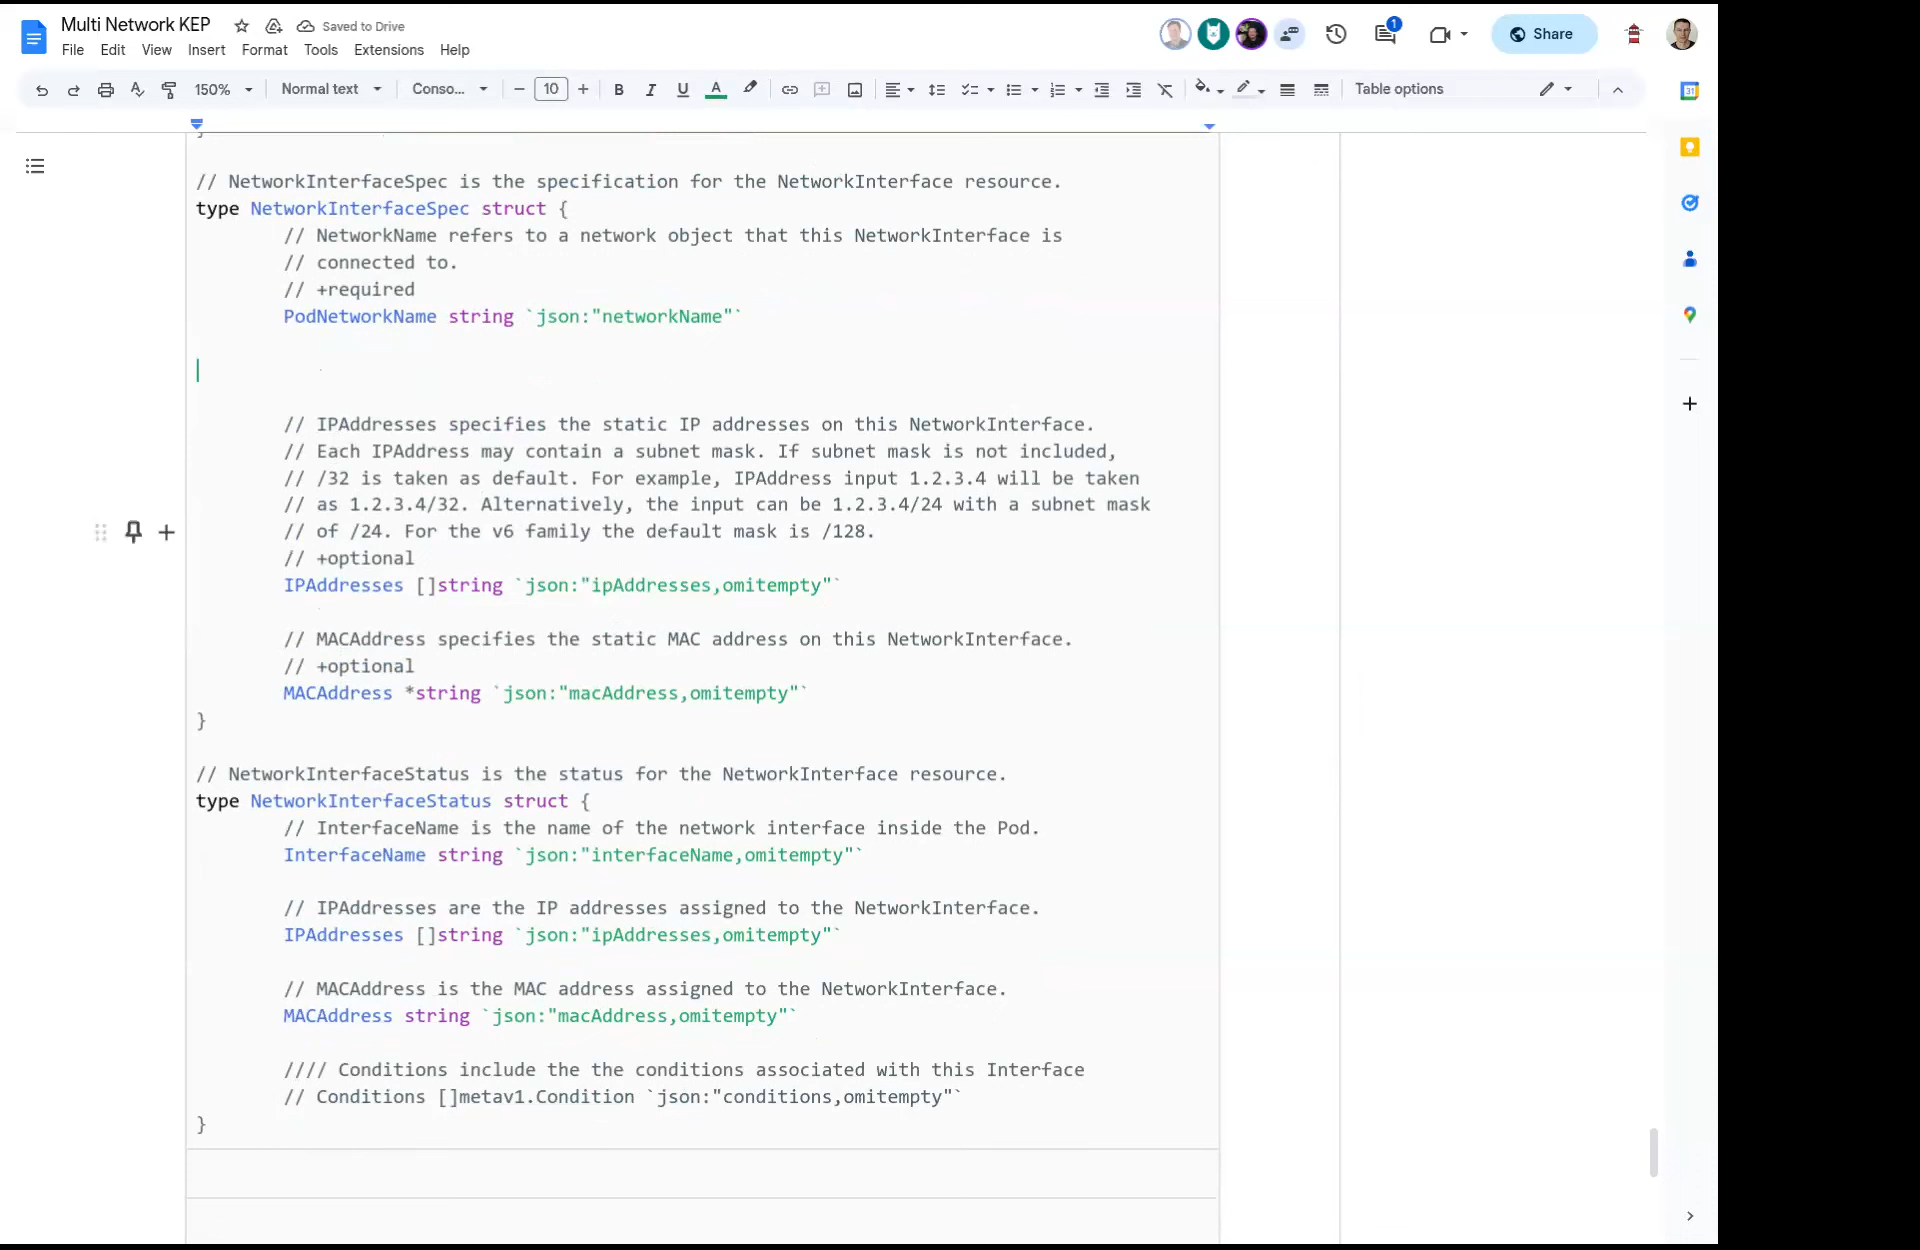 Multi Network KEP
Saved to Drive
1
Share
File Edit View Insert Format Tools Extensions Help
150% Normal text Conso... 10 B I U A Table options
31
// NetworkInterfaceSpec is the specification for the NetworkInterface resource.
type NetworkInterfaceSpec struct {
// NetworkName refers to a network object that this NetworkInterface is
// connected to.
// +required
PodNetworkName string `json:"networkName"`
// IPAddresses specifies the static IP addresses on this NetworkInterface.
// Each IPAddress may contain a subnet mask. If subnet mask is not included,
// /32 is taken as default. For example, IPAddress input 1.2.3.4 will be taken
// as 1.2.3.4/32. Alternatively, the input can be 1.2.3.4/24 with a subnet mask
// of /24. For the v6 family the default mask is /128.
// +optional
IPAddresses []string `json:"ipAddresses,omitempty"`
// MACAddress specifies the static MAC address on this NetworkInterface.
// +optional
MACAddress *string `json:"macAddress,omitempty"`
}
// NetworkInterfaceStatus is the status for the NetworkInterface resource.
type NetworkInterfaceStatus struct {
// InterfaceName is the name of the network interface inside the Pod.
InterfaceName string `json:"interfaceName,omitempty"`
// IPAddresses are the IP addresses assigned to the NetworkInterface.
IPAddresses []string `json:"ipAddresses,omitempty"`
// MACAddress is the MAC address assigned to the NetworkInterface.
MACAddress string `json:"macAddress,omitempty"`
//// Conditions include the the conditions associated with this Interface
// Conditions []metav1.Condition `json:"conditions,omitempty"`
}